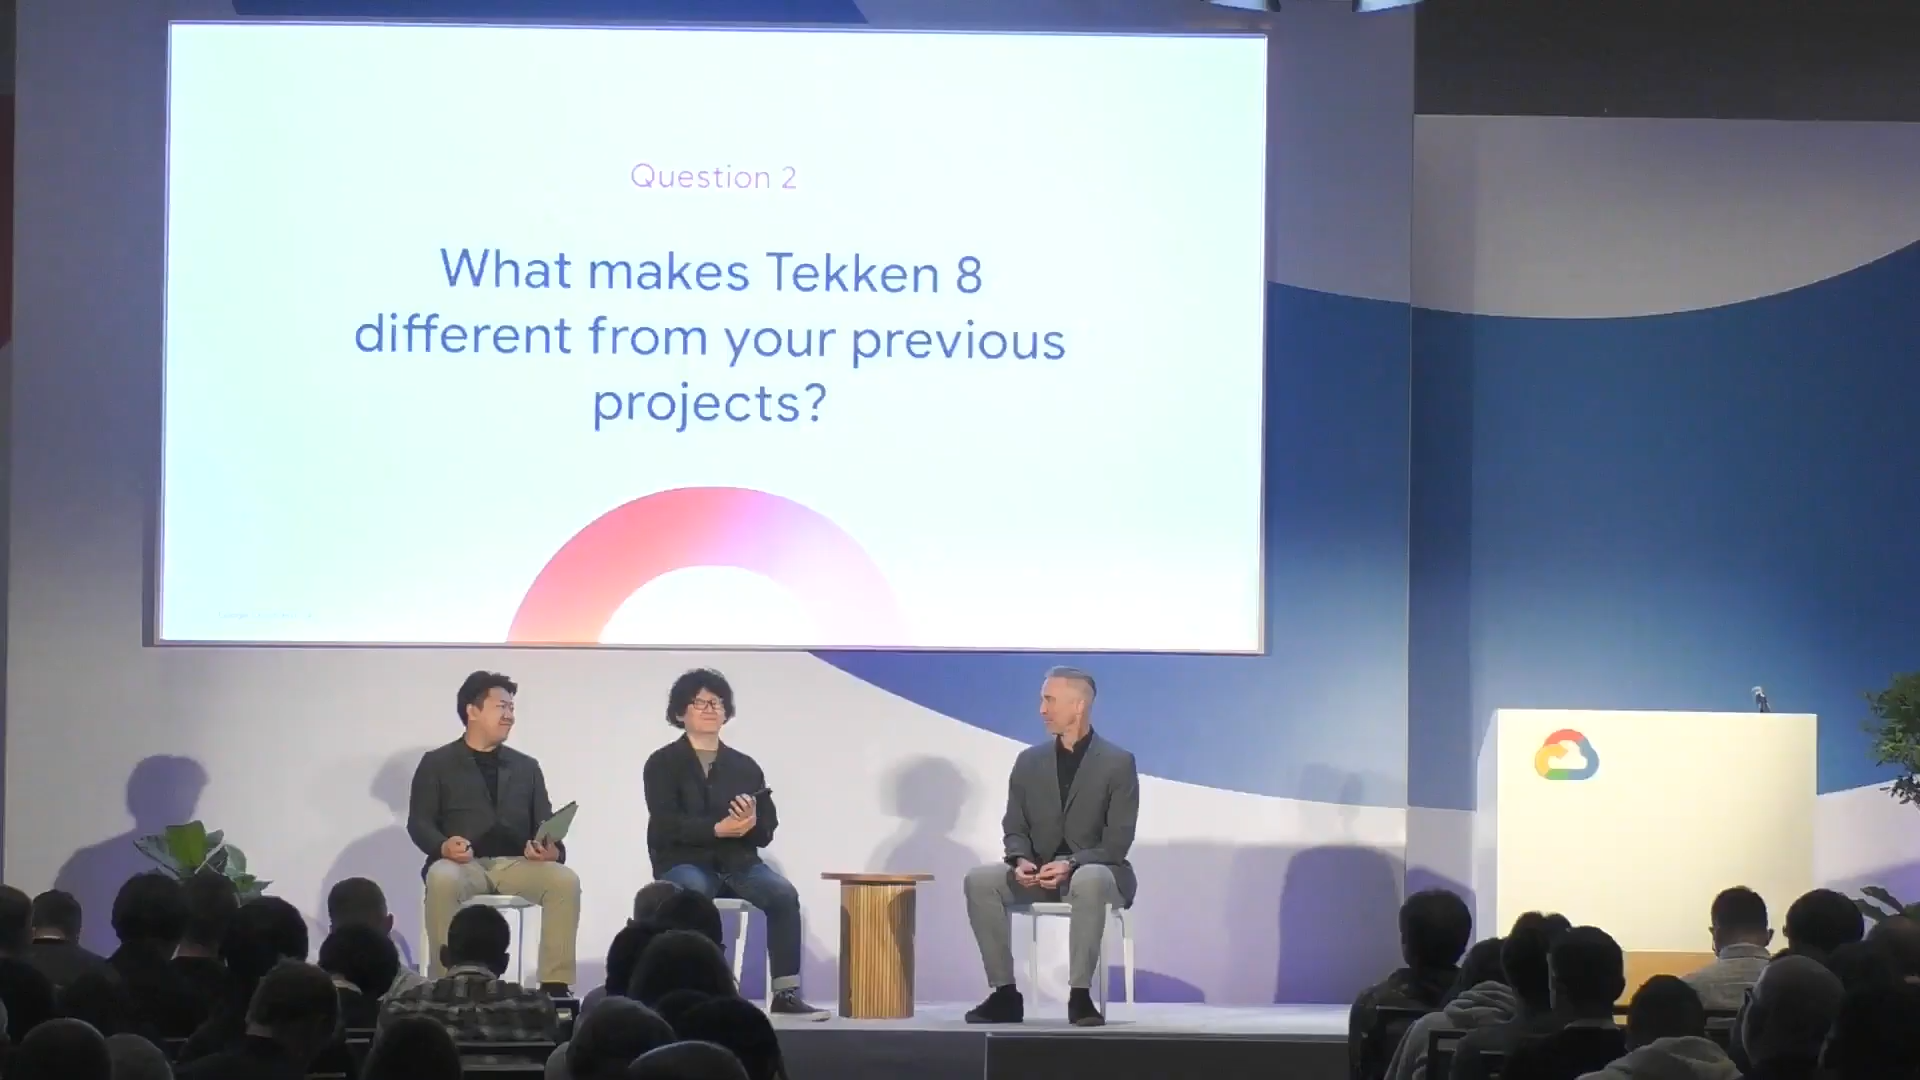 Question 2
What makes Tekken 8
different from your previous
projects?